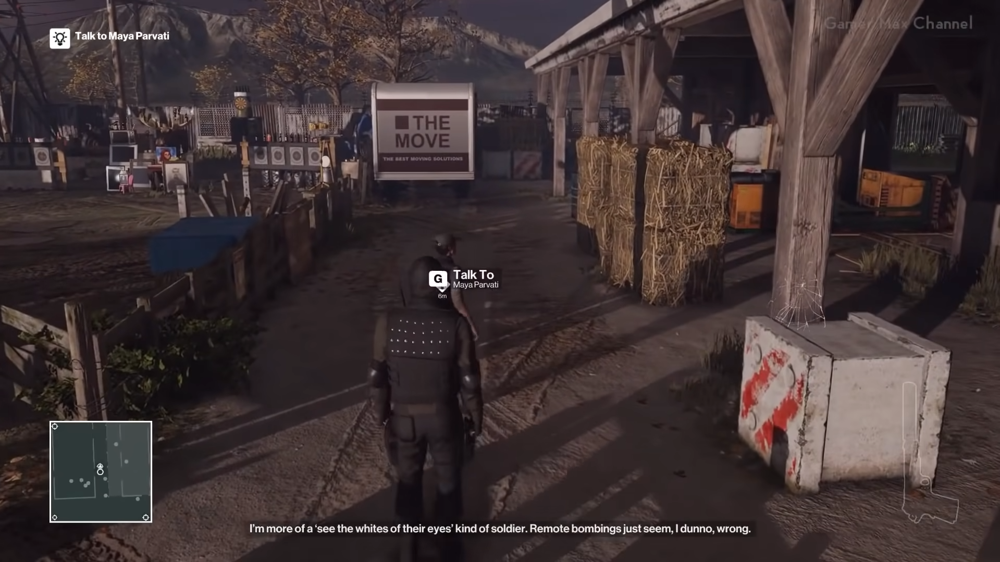 Gamer Max Channel
Talk to Maya Parvati
THE
MOVE
THE BEST MOVING SOLUTIONS
G
Talk To
Maya Parvati
6m
I'm more of a ‘see the whites of their eyes’ kind of soldier. Remote bombings just seem, I dunno, wrong.